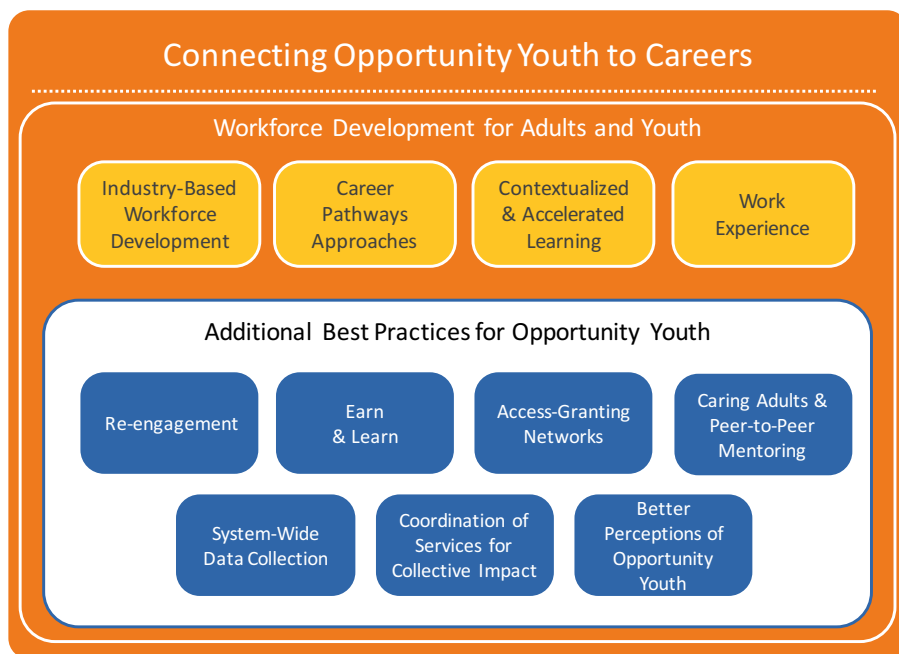 Connecting Opportunity Youth to Careers
Workforce Development for Adults and Youth
Industry-Based
Workforce
Development
Career
Pathways
Approaches
Contextualized
& Accelerated
Learning
Work
Experience
Additional Best Practices for Opportunity Youth
Re-engagement
Earn
& Learn
Access-Granting
Networks
Caring Adults &
Peer-to-Peer
Mentoring
System-Wide
Data Collection
Coordination of
Services for
Collective Impact
Better
Perceptions of
Opportunity
Youth